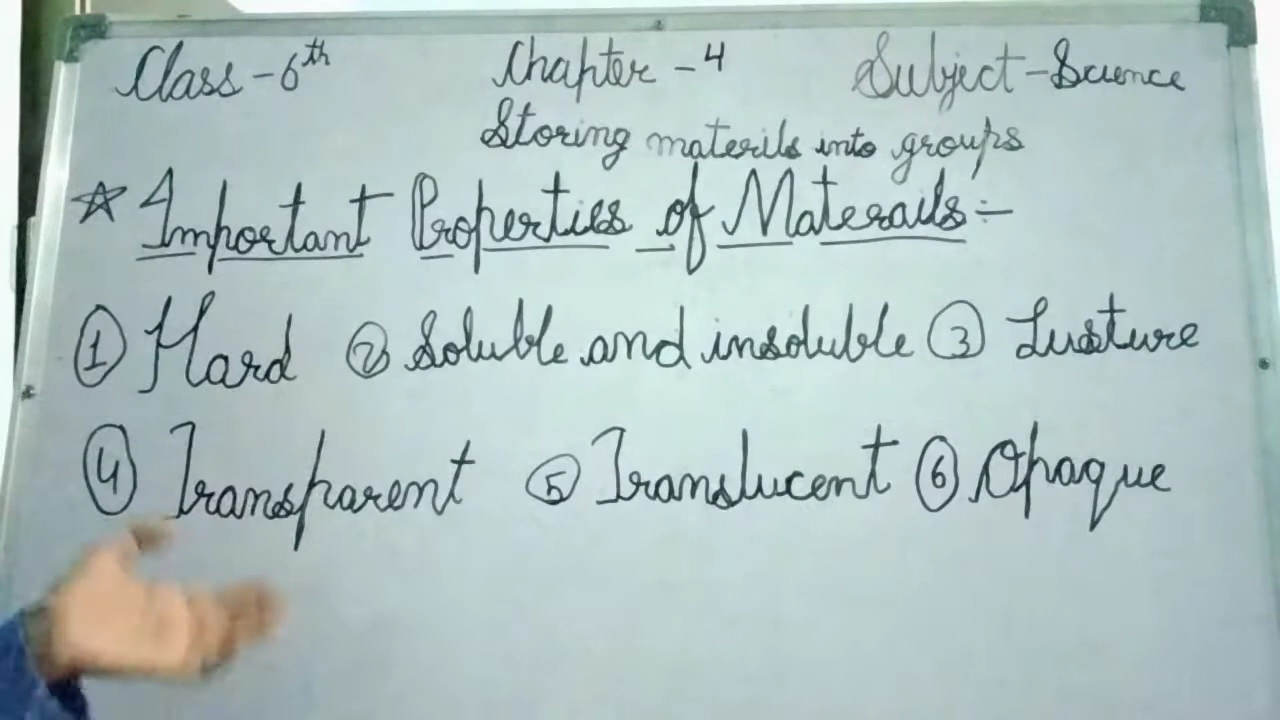 Class - 6th Chapter - 4 Subject - Science
Storing materils into groups
☆ Important Properties of Materails :-
① Hard ② Soluble and insoluble ③ Lusture
④ Transparent ⑤ Translucent ⑥ Opaque